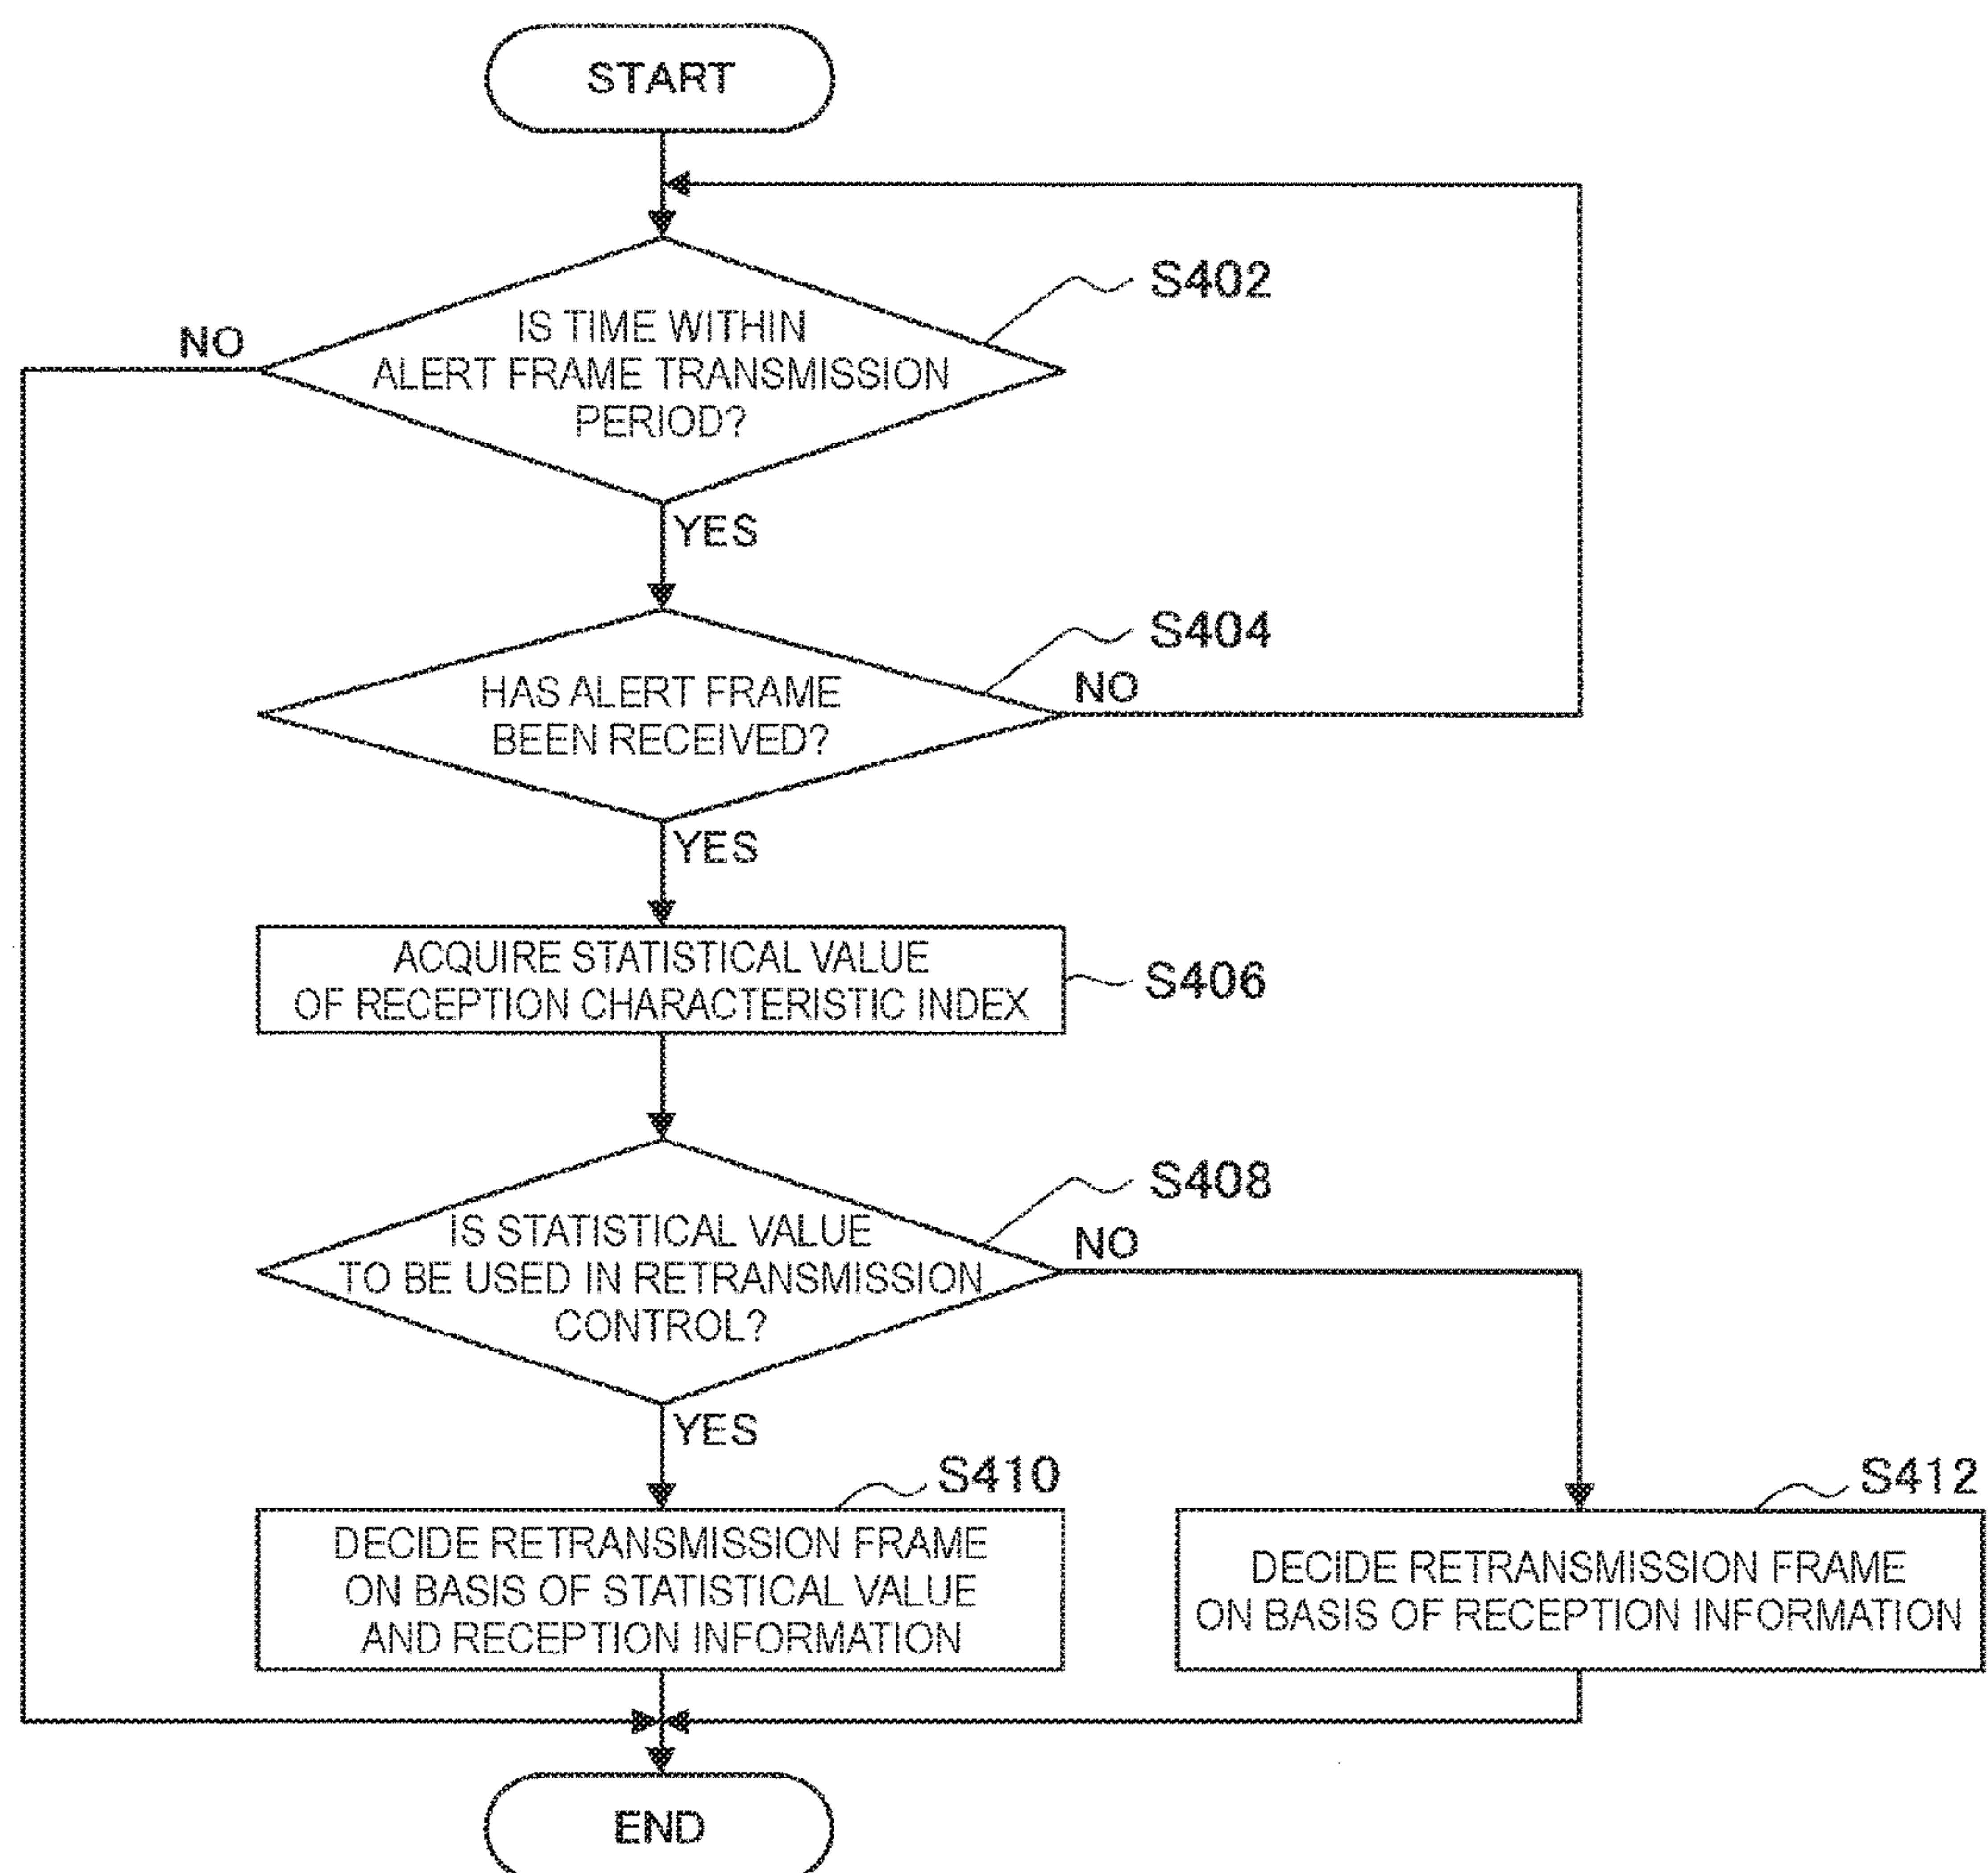 START
S402
NO
IS TIME WITHIN
ALERT FRAME TRANSMISSION
PERIOD?
YES
S404
HAS ALERT FRAME
BEEN RECEIVED?
NO
YES
ACQUIRE STATISTICAL VALUE
OF RECEPTION CHARACTERISTIC INDEX
S406
S408
IS STATISTICAL VALUE
TO BE USED IN RETRANSMISSION
CONTROL?
NO
YES
S410
DECIDE RETRANSMISSION FRAME
ON BASIS OF STATISTICAL VALUE
AND RECEPTION INFORMATION
S412
DECIDE RETRANSMISSION FRAME
ON BASIS OF RECEPTION INFORMATION
END